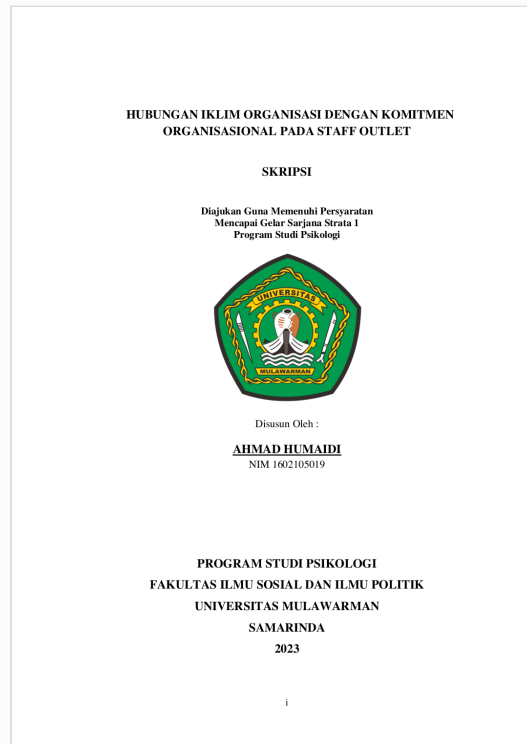 HUBUNGAN IKLIM ORGANISASI DENGAN KOMITMEN
ORGANISASIONAL PADA STAFF OUTLET
SKRIPSI
Diajukan Guna Memenuhi Persyaratan
Mencapai Gelar Sarjana Strata 1
Program Studi Psikologi
UNIVERSITAS
MULAWARMAN
Disusun Oleh :
AHMAD HUMAIDI
NIM 1602105019
PROGRAM STUDI PSIKOLOGI
FAKULTAS ILMU SOSIAL DAN ILMU POLITIK
UNIVERSITAS MULAWARMAN
SAMARINDA
2023
i